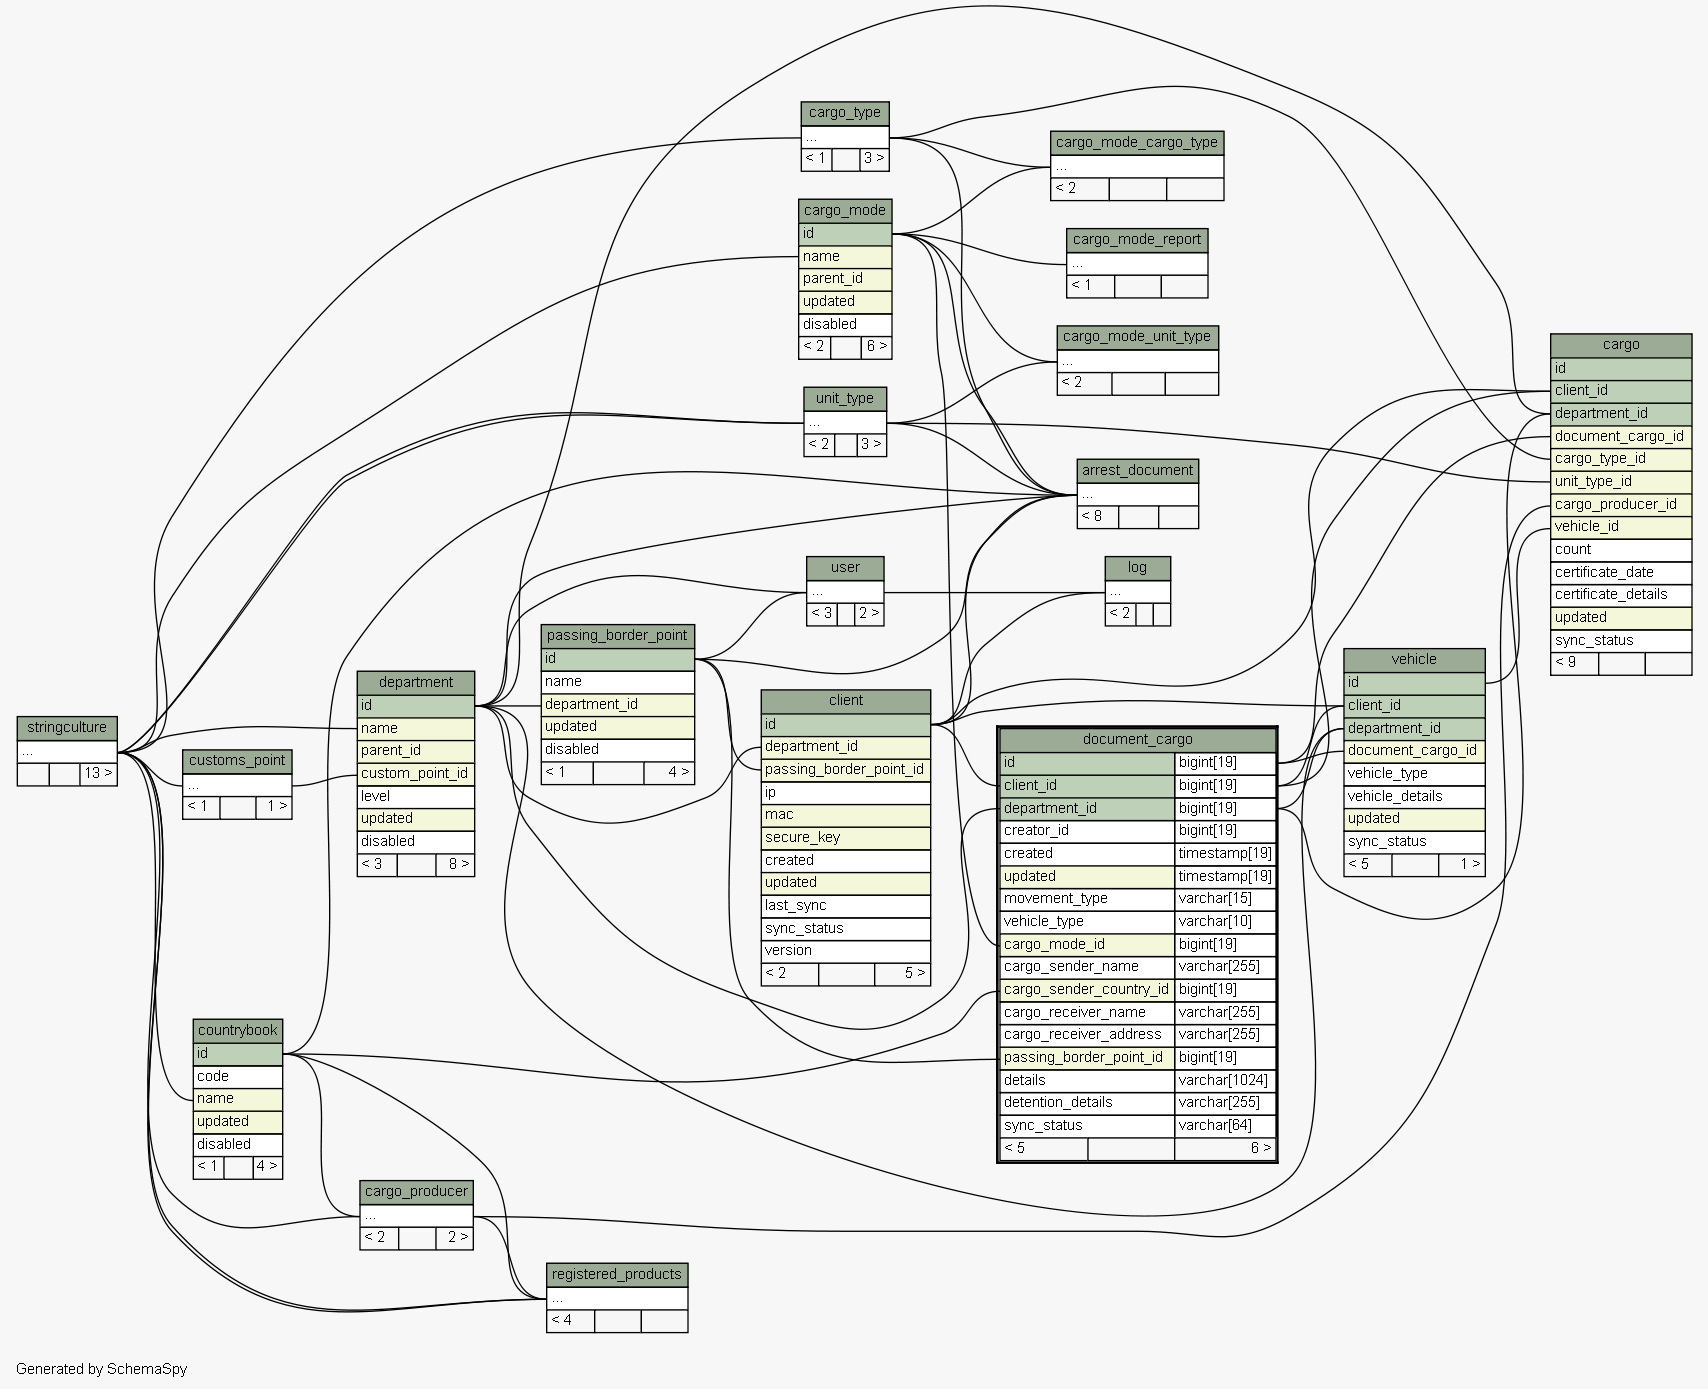 cargo_type
...
< 1 3 >
cargo_mode_cargo_type
...
< 2
cargo_mode
id
name
parent_id
updated
disabled
< 2 6 >
cargo_mode_report
...
< 1
cargo_mode_unit_type
...
< 2
cargo
id
client_id
department_id
document_cargo_id
cargo_type_id
unit_type_id
cargo_producer_id
vehicle_id
count
certificate_date
certificate_details
updated
sync_status
< 9
unit_type
...
< 2 3 >
arrest_document
...
< 8
user
...
< 3 2 >
log
...
< 2
passing_border_point
id
name
department_id
updated
disabled
< 1 4 >
vehicle
id
client_id
department_id
document_cargo_id
vehicle_type
vehicle_details
updated
sync_status
< 5 1 >
department
id
name
parent_id
custom_point_id
level
updated
disabled
< 3 8 >
client
id
department_id
passing_border_point_id
ip
mac
secure_key
created
updated
last_sync
sync_status
version
< 2 5 >
stringculture
...
13 >
customs_point
...
< 1 1 >
document_cargo
id bigint[19]
client_id bigint[19]
department_id bigint[19]
creator_id bigint[19]
created timestamp[19]
updated timestamp[19]
movement_type varchar[15]
vehicle_type varchar[10]
cargo_mode_id bigint[19]
cargo_sender_name varchar[255]
cargo_sender_country_id bigint[19]
cargo_receiver_name varchar[255]
cargo_receiver_address varchar[255]
passing_border_point_id bigint[19]
details varchar[1024]
detention_details varchar[255]
sync_status varchar[64]
< 5 6 >
countrybook
id
code
name
updated
disabled
< 1 4 >
cargo_producer
...
< 2 2 >
registered_products
...
< 4
Generated by SchemaSpy